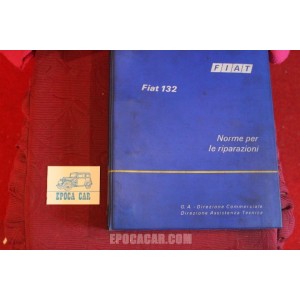 FIAT
Fiat 132
Norme per
le riparazioni
EPOCA CAR
D.A. - Direzione Commerciale
Direzione Assistenza Tecnica
EPOCACAR.COM